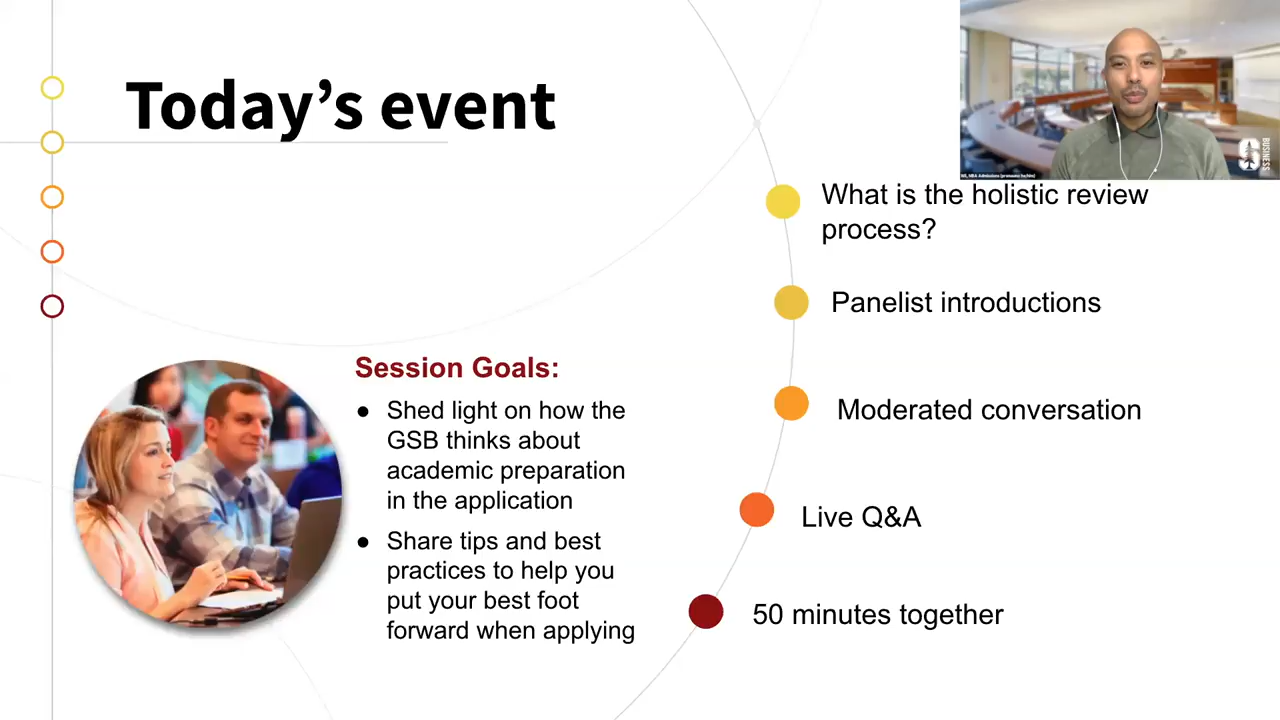 Today's event
BUSINESS
What is the holistic review
process?
Panelist introductions
Moderated conversation
Live Q&A
50 minutes together
Session Goals:
● Shed light on how the
GSB thinks about
academic preparation
in the application
● Share tips and best
practices to help you
put your best foot
forward when applying